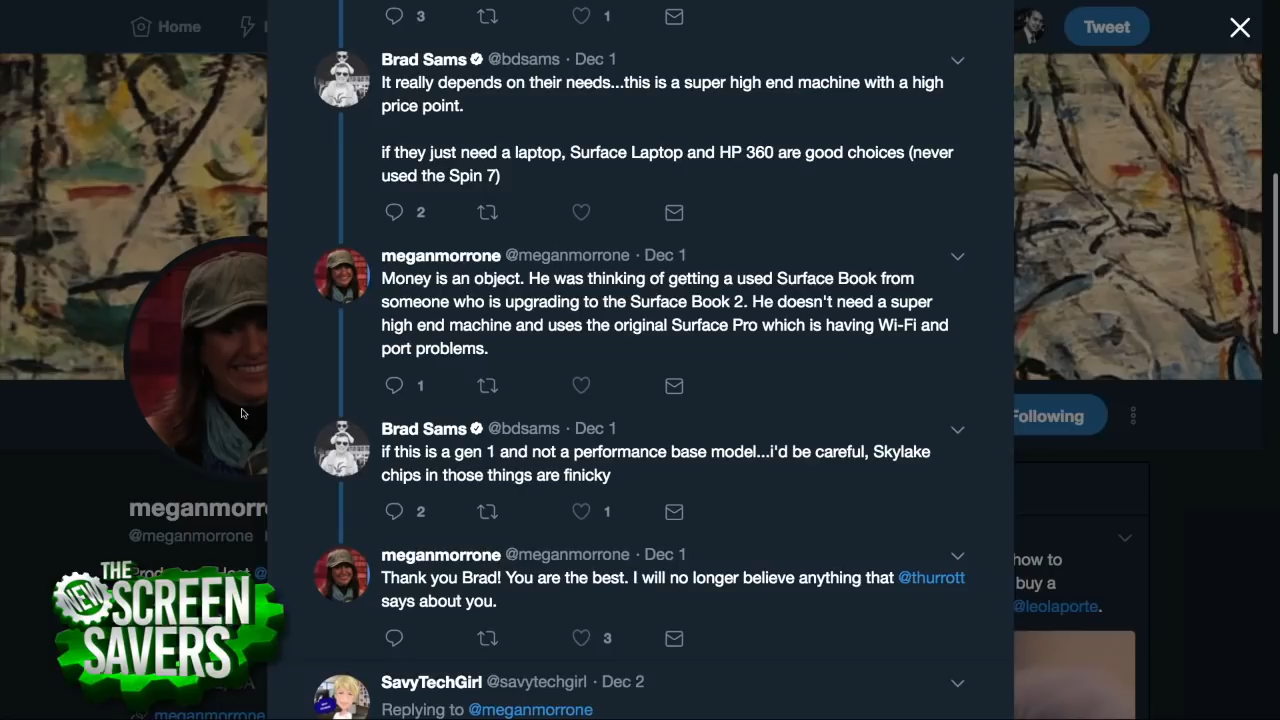 Home
Tweet
3
1
Brad Sams @bdsams · Dec 1
It really depends on their needs...this is a super high end machine with a high
price point.
if they just need a laptop, Surface Laptop and HP 360 are good choices (never
used the Spin 7)
2
meganmorrone @meganmorrone · Dec 1
Money is an object. He was thinking of getting a used Surface Book from
someone who is upgrading to the Surface Book 2. He doesn't need a super
high end machine and uses the original Surface Pro which is having Wi-Fi and
port problems.
1
Following
Brad Sams @bdsams · Dec 1
if this is a gen 1 and not a performance base model...i'd be careful, Skylake
chips in those things are finicky
2
1
meganmorr
@meganmorrone
meganmorrone @meganmorrone · Dec 1
Thank you Brad! You are the best. I will no longer believe anything that @thurrott
says about you.
3
how to
buy a
@leolaporte.
THE
NEW
SCREEN
SAVERS
SavyTechGirl @savytechgirl · Dec 2
Replying to @meganmorrone
meganmorrone